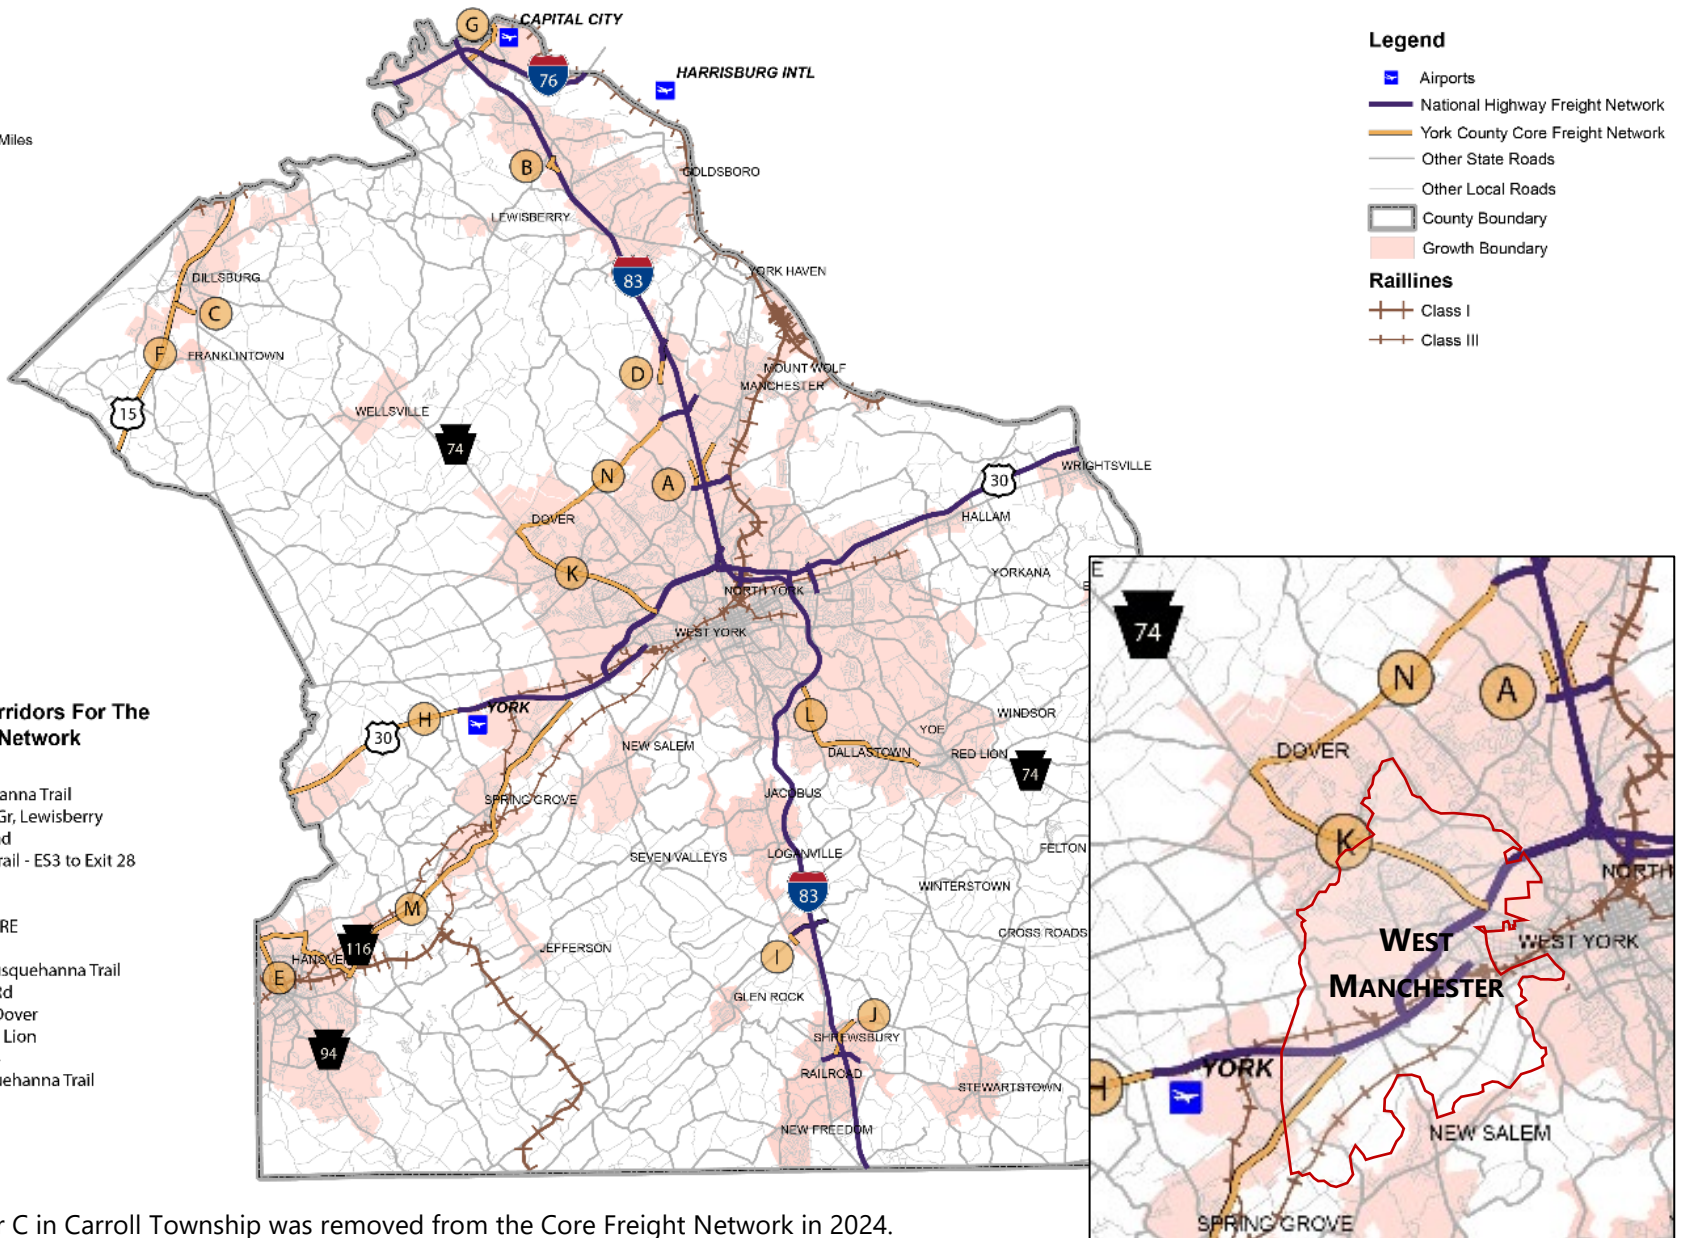 G
CAPITAL CITY
76
HARRISBURG INTL
Miles
B
GOLDSBORO
LEWISBERRY
DILLSBURG
83
YORK HAVEN
C
F
FRANKLINTOWN
D
MOUNT WOLF
MANCHESTER
15
WELLSVILLE
74
N
A
30
WRIGHTSVILLE
DOVER
HALLAM
K
YORKANA
NORTH YORK
WEST YORK
YORK
H
30
L
WINDSOR
YOE
NEW SALEM
DALLASTOWN
RED LION
74
SPRING GROVE
JACOBUS
SEVEN VALLEYS
LOGANVILLE
FELTON
83
WINTERSTOWN
M
116
HANOVER
JEFFERSON
CROSS ROADS
E
I
GLEN ROCK
J
SHREWSBURY
94
RAILROAD
STEWARTSTOWN
NEW FREEDOM
Legend
Airports
National Highway Freight Network
York County Core Freight Network
Other State Roads
Other Local Roads
County Boundary
Growth Boundary
Raillines
Class I
Class III
rridors For The
Network
anna Trail
Gr, Lewisberry
d
rail - ES3 to Exit 28
RE
squehanna Trail
Rd
Dover
Lion
uehanna Trail
E
74
N
A
DOVER
K
NORTH
WEST
MANCHESTER
WEST YORK
YORK
H
NEW SALEM
SPRING GROVE
r C in Carroll Township was removed from the Core Freight Network in 2024.